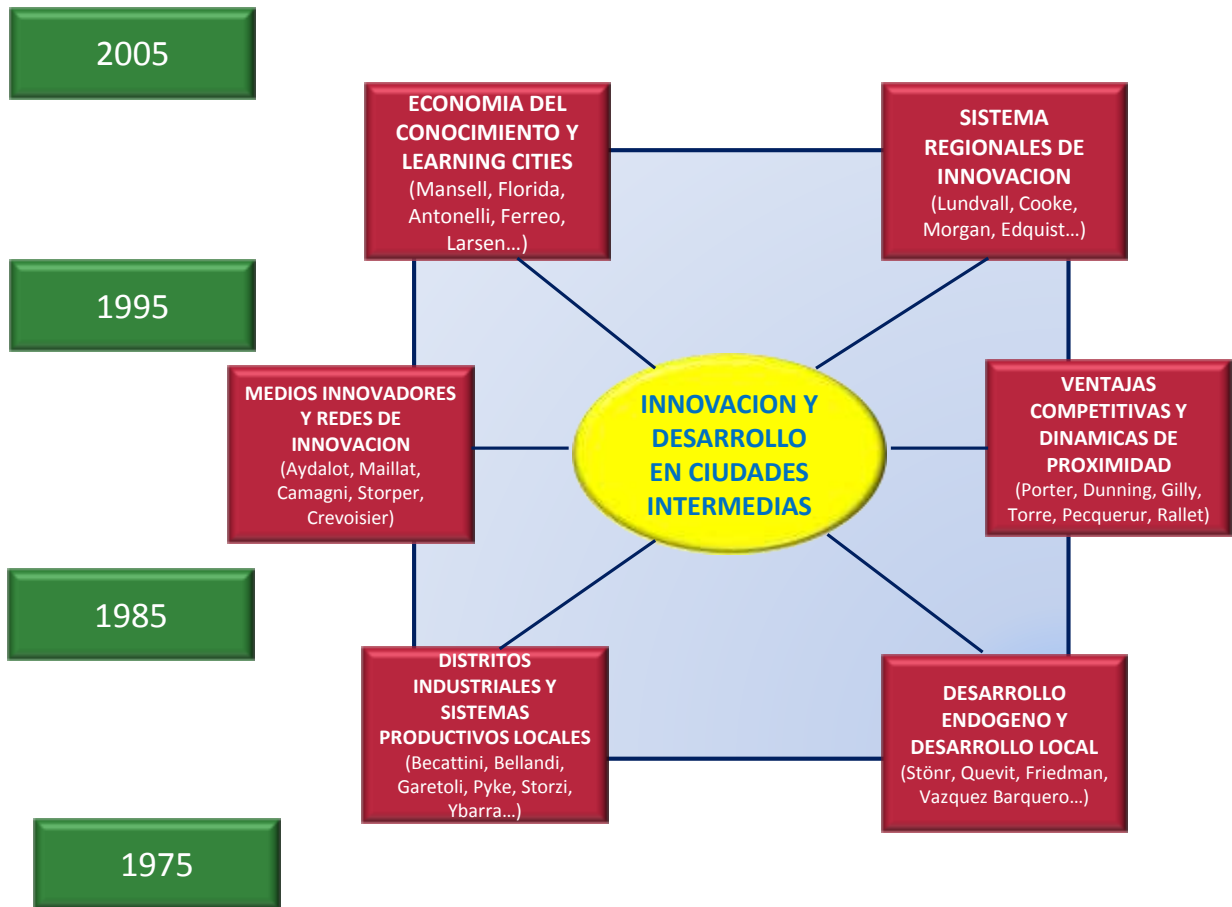 2005
ECONOMIA DEL
CONOCIMIENTO Y
LEARNING CITIES
(Mansell, Florida,
Antonelli, Ferreo,
Larsen…)
SISTEMA
REGIONALES DE
INNOVACION
(Lundvall, Cooke,
Morgan, Edquist…)
1995
MEDIOS INNOVADORES
Y REDES DE
INNOVACION
(Aydalot, Maillat,
Camagni, Storper,
Crevoisier)
INNOVACION Y
DESARROLLO
EN CIUDADES
INTERMEDIAS
VENTAJAS
COMPETITIVAS Y
DINAMICAS DE
PROXIMIDAD
(Porter, Dunning, Gilly,
Torre, Pecquerur, Rallet)
1985
DISTRITOS
INDUSTRIALES Y
SISTEMAS
PRODUCTIVOS LOCALES
(Becattini, Bellandi,
Garetoli, Pyke, Storzi,
Ybarra…)
DESARROLLO
ENDOGENO Y
DESARROLLO LOCAL
(Stönr, Quevit, Friedman,
Vazquez Barquero…)
1975